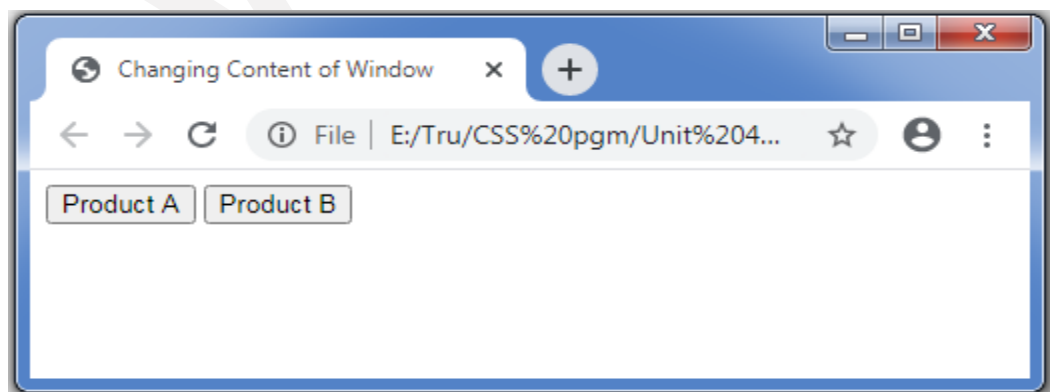 Changing Content of Window
File | E:/Tru/CSS%20pgm/Unit%204...
Product A Product B